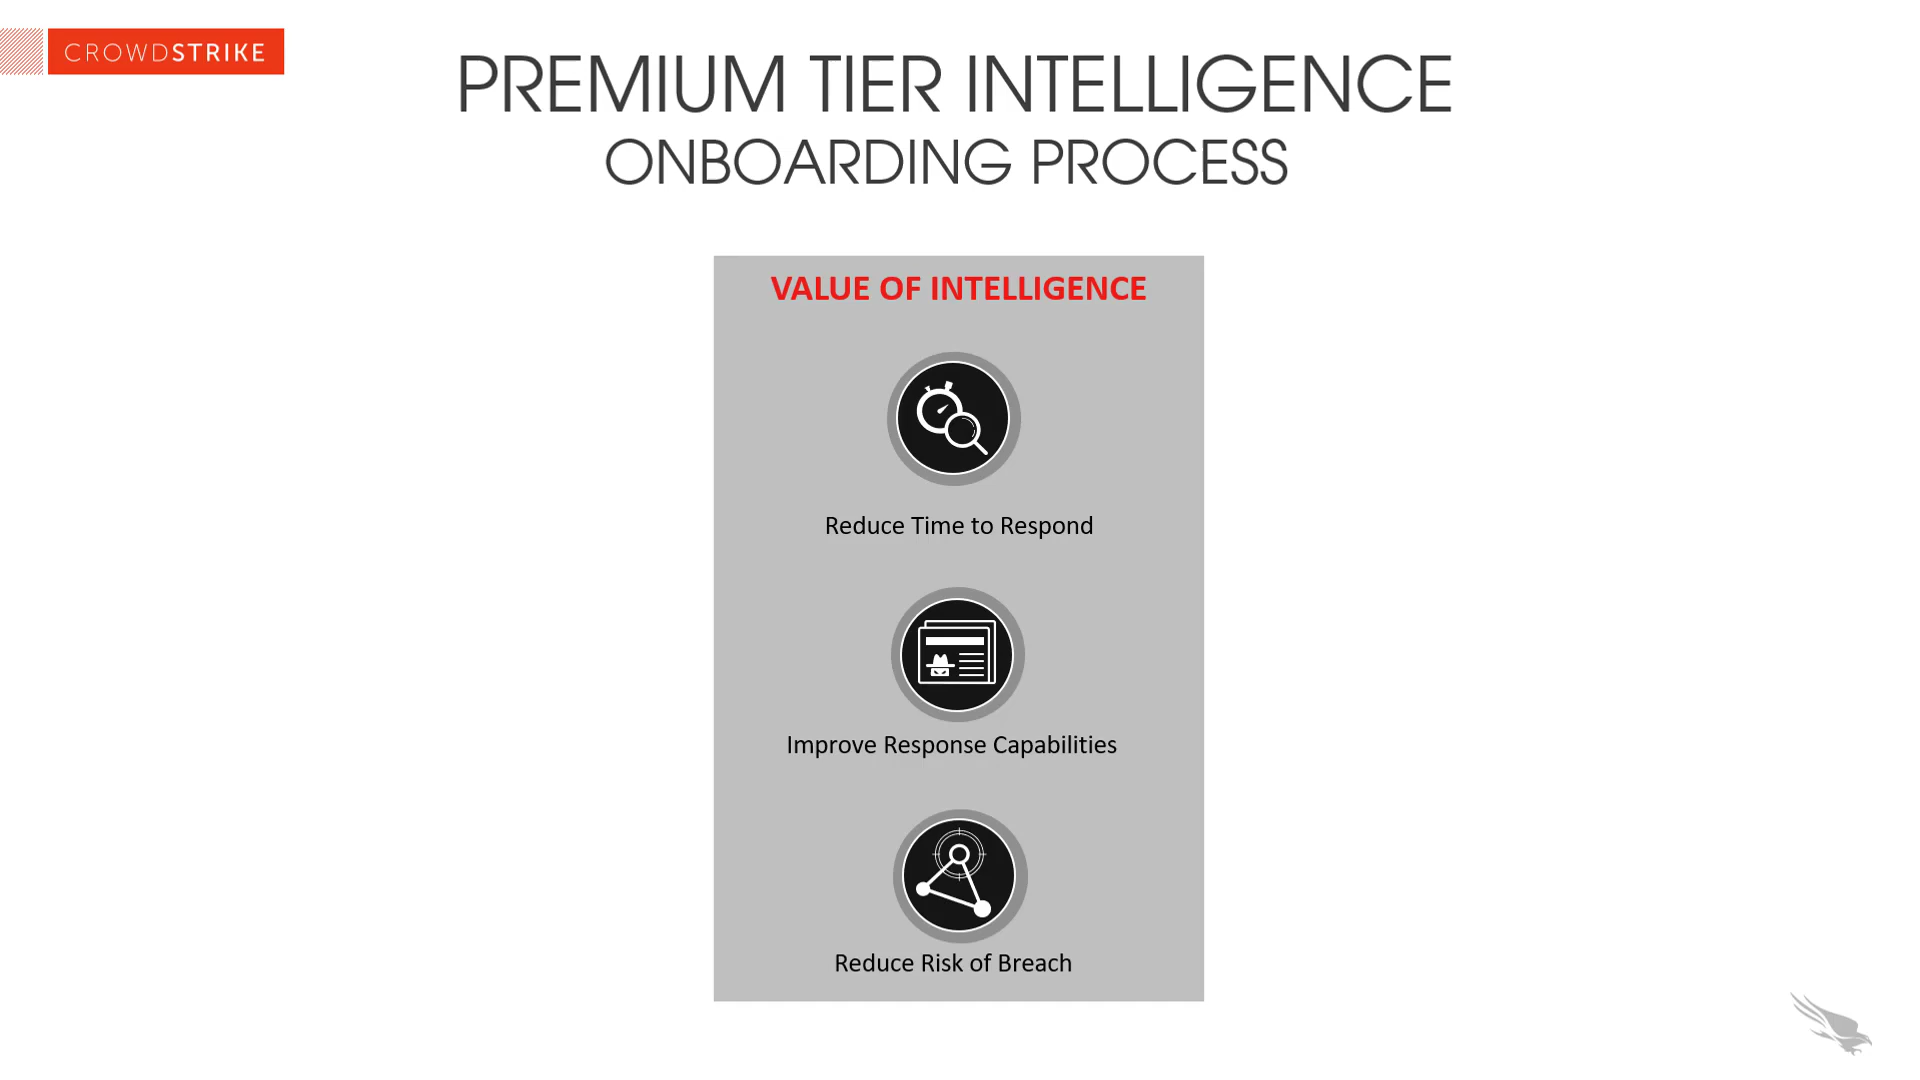 CROWDSTRIKE
PREMIUM TIER INTELLIGENCE
ONBOARDING PROCESS
VALUE OF INTELLIGENCE
Reduce Time to Respond
Improve Response Capabilities
Reduce Risk of Breach